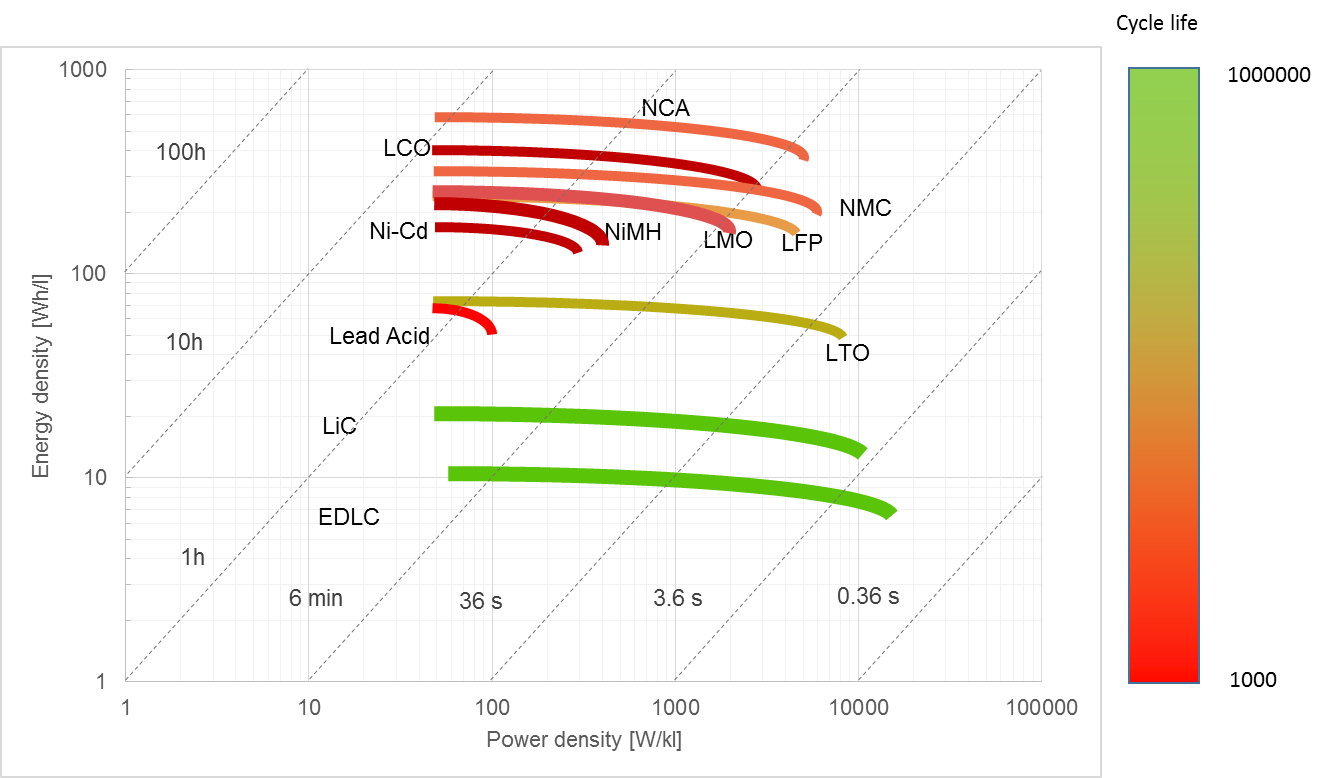 Cycle life
1000000
1000
1000
100
10
1
Energy density [Wh/l]
100h
10h
1h
6 min
36 s
3.6 s
0.36 s
NCA
LCO
NMC
Ni-Cd
NiMH
LMO
LFP
Lead Acid
LTO
LiC
EDLC
1
10
100
1000
10000
100000
Power density [W/kl]